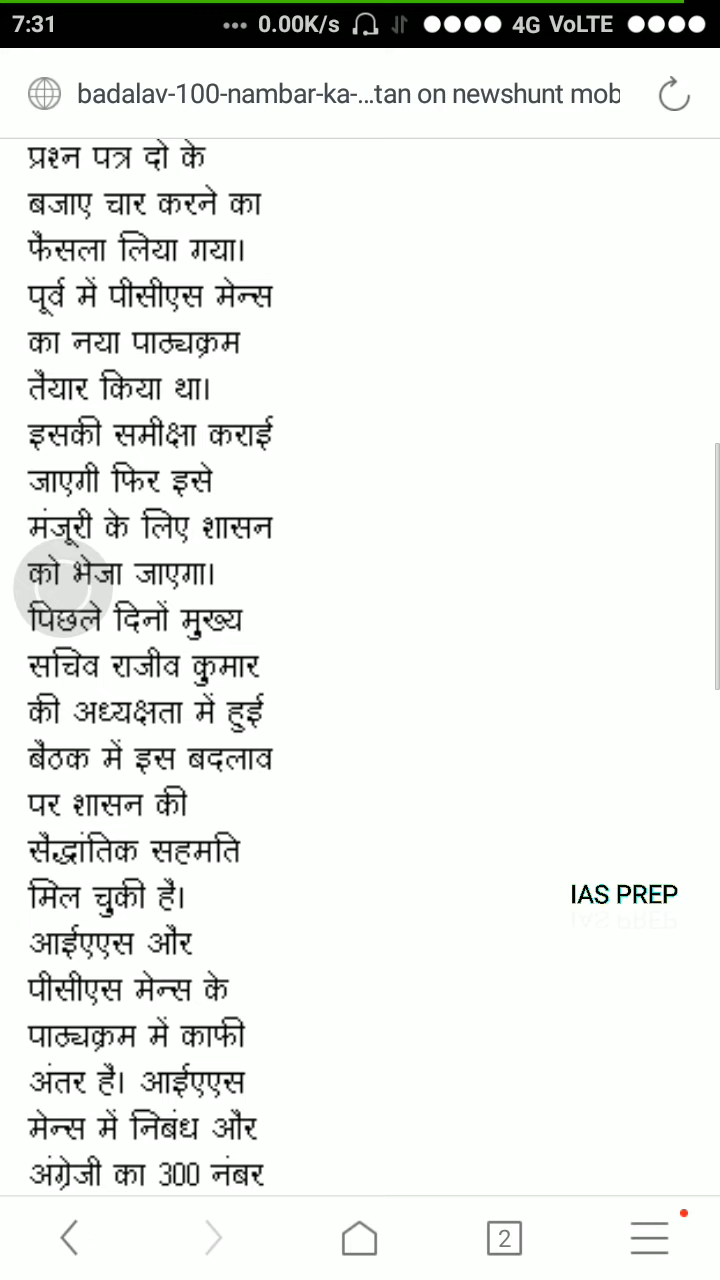 7:31 ... 0.00K/s 4G VoLTE
badalav-100-nambar-ka-...tan on newshunt mob
प्रश्न पत्र दो के
बजाए चार करने का
फैसला लिया गया।
पूर्व में पीसीएस मेन्स
का नया पाठ्यक्रम
तैयार किया था।
इसकी समीक्षा कराई
जाएगी फिर इसे
मंजूरी के लिए शासन
को भेजा जाएगा।
पिछले दिनों मुख्य
सचिव राजीव कुमार
की अध्यक्षता में हुई
बैठक में इस बदलाव
पर शासन की
सैद्धांतिक सहमति
मिल चुकी है।
IAS PREP
आईएएस और
पीसीएस मेन्स के
पाठ्यक्रम में काफी
अंतर है। आईएएस
मेन्स में निबंध और
अंग्रेजी का 300 नंबर
2